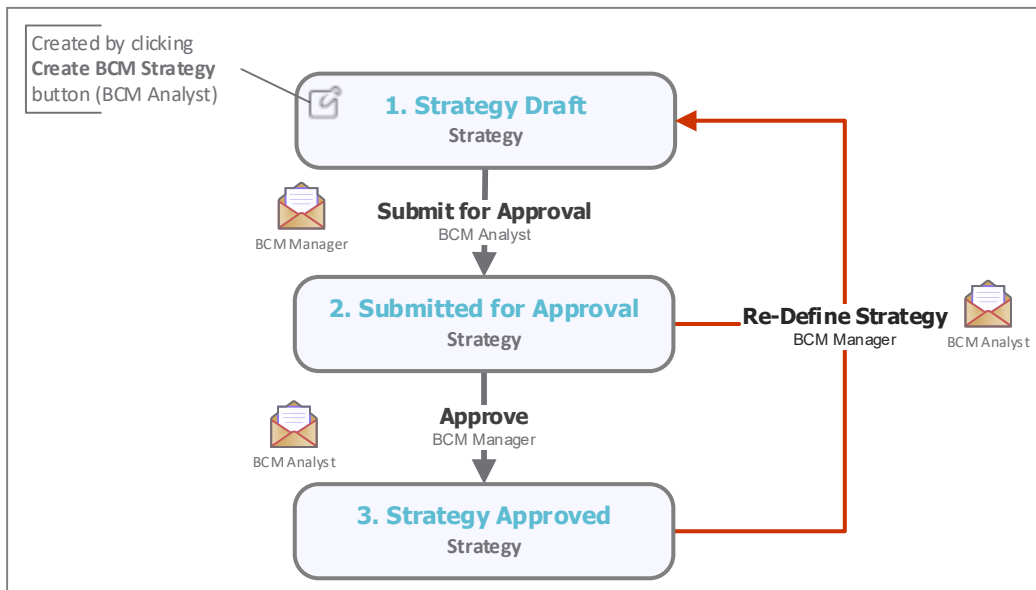 Created by clicking
Create BCM Strategy
button (BCM Analyst)
1. Strategy Draft
Strategy
Submit for Approval
BCM Analyst
BCM Manager
2. Submitted for Approval
Strategy
Re-Define Strategy
BCM Manager
BCM Analyst
Approve
BCM Manager
BCM Analyst
3. Strategy Approved
Strategy